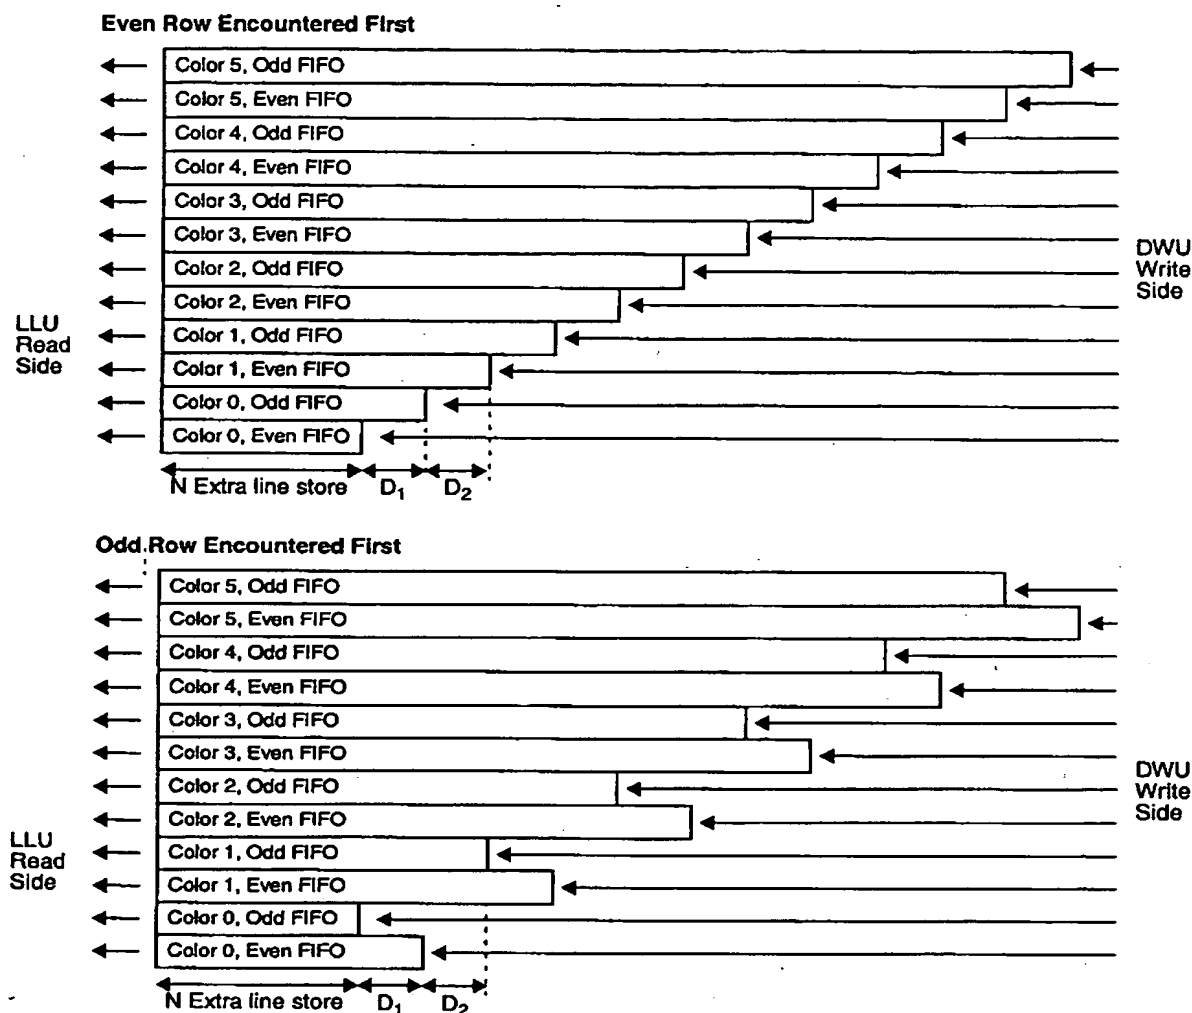 Even Row Encountered First
Color 5, Odd FIFO
Color 5, Even FIFO
Color 4, Odd FIFO
Color 4, Even FIFO
Color 3, Odd FIFO
Color 3, Even FIFO
Color 2, Odd FIFO
Color 2, Even FIFO
Color 1, Odd FIFO
Color 1, Even FIFO
Color 0, Odd FIFO
Color 0, Even FIFO
LLU
Read
Side
DWU
Write
Side
N Extra line store
D1
D2
Odd Row Encountered First
Color 5, Odd FIFO
Color 5, Even FIFO
Color 4, Odd FIFO
Color 4, Even FIFO
Color 3, Odd FIFO
Color 3, Even FIFO
Color 2, Odd FIFO
Color 2, Even FIFO
Color 1, Odd FIFO
Color 1, Even FIFO
Color 0, Odd FIFO
Color 0, Even FIFO
LLU
Read
Side
DWU
Write
Side
N Extra line store
D1
D2